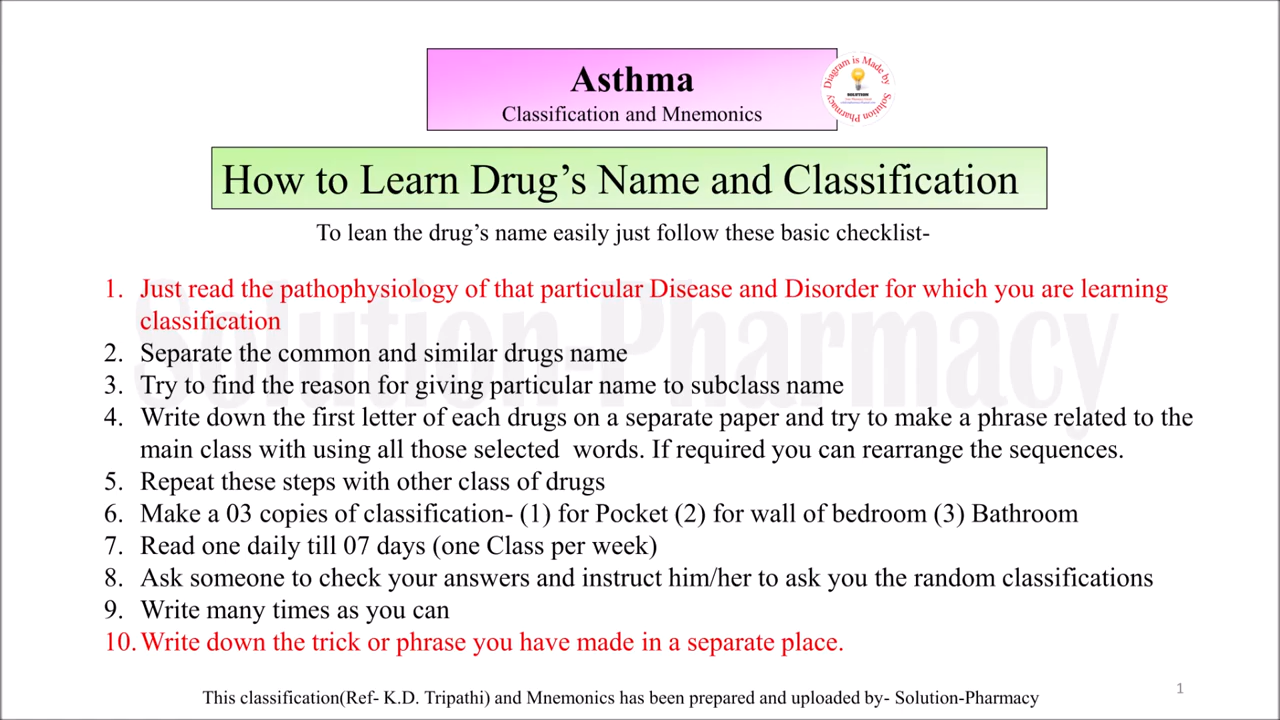 Asthma
Classification and Mnemonics
Diagram is Made by Solution Pharmacy
SOLUTION
How to Learn Drug's Name and Classification
To lean the drug's name easily just follow these basic checklist-
1. Just read the pathophysiology of that particular Disease and Disorder for which you are learning
classification
2. Separate the common and similar drugs name
3. Try to find the reason for giving particular name to subclass name
4. Write down the first letter of each drugs on a separate paper and try to make a phrase related to the
main class with using all those selected words. If required you can rearrange the sequences.
5. Repeat these steps with other class of drugs
6. Make a 03 copies of classification- (1) for Pocket (2) for wall of bedroom (3) Bathroom
7. Read one daily till 07 days (one Class per week)
8. Ask someone to check your answers and instruct him/her to ask you the random classifications
9. Write many times as you can
10. Write down the trick or phrase you have made in a separate place.
Solution-Pharmacy
This classification(Ref- K.D. Tripathi) and Mnemonics has been prepared and uploaded by- Solution-Pharmacy
1